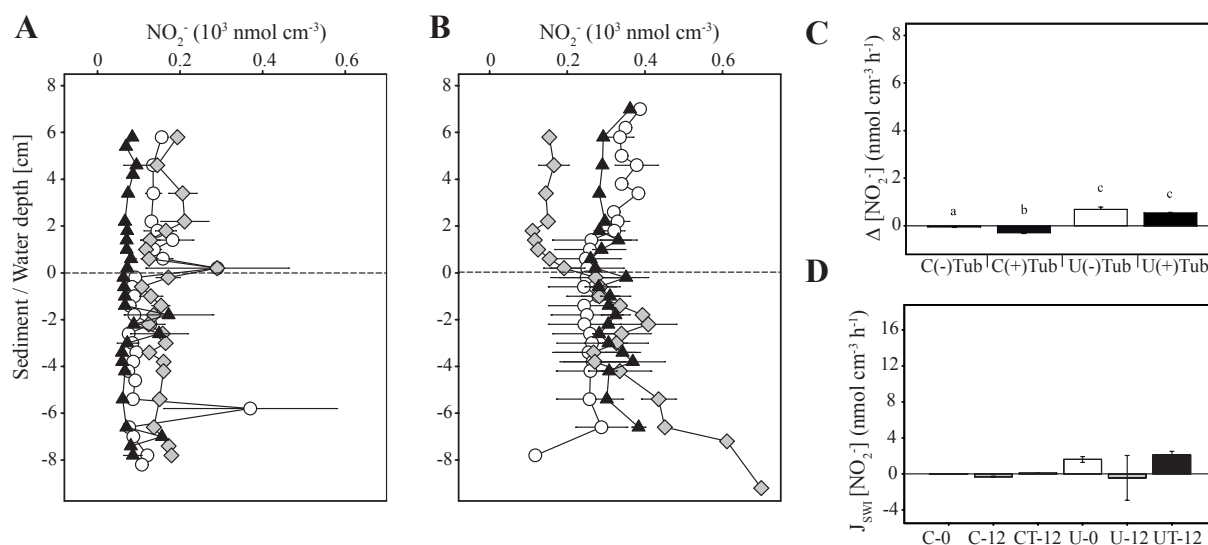 A
NO₂⁻ (10³ nmol cm⁻³)
0 0.2 0.4 0.6
Sediment / Water depth [cm]
8
6
4
2
0
-2
-4
-6
-8
B
NO₂⁻ (10³ nmol cm⁻³)
0 0.2 0.4 0.6
8
6
4
2
0
-2
-4
-6
-8
C
Δ [NO₂⁻] (nmol cm⁻³ h⁻¹)
8
6
4
2
0
a b c c
C(-)Tub C(+)Tub U(-)Tub U(+)Tub
D
J_SWI [NO₂⁻] (nmol cm⁻³ h⁻¹)
16
12
8
4
0
-4
C-0 C-12 CT-12 U-0 U-12 UT-12